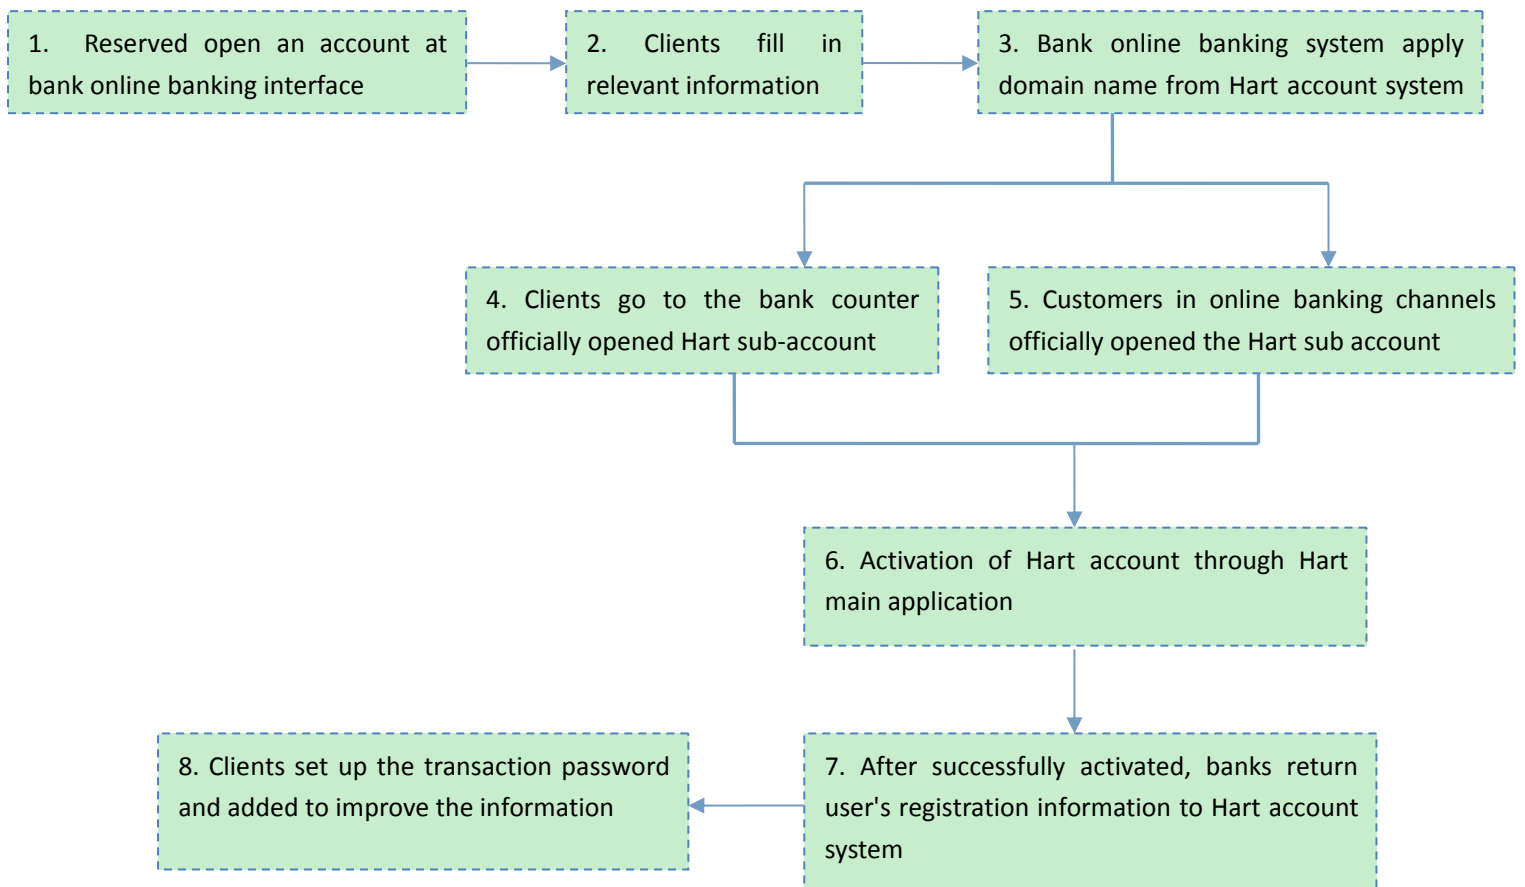 1. Reserved open an account at
bank online banking interface
2. Clients fill in
relevant information
3. Bank online banking system apply
domain name from Hart account system
4. Clients go to the bank counter
officially opened Hart sub-account
5. Customers in online banking channels
officially opened the Hart sub account
6. Activation of Hart account through Hart
main application
7. After successfully activated, banks return
user's registration information to Hart account
system
8. Clients set up the transaction password
and added to improve the information